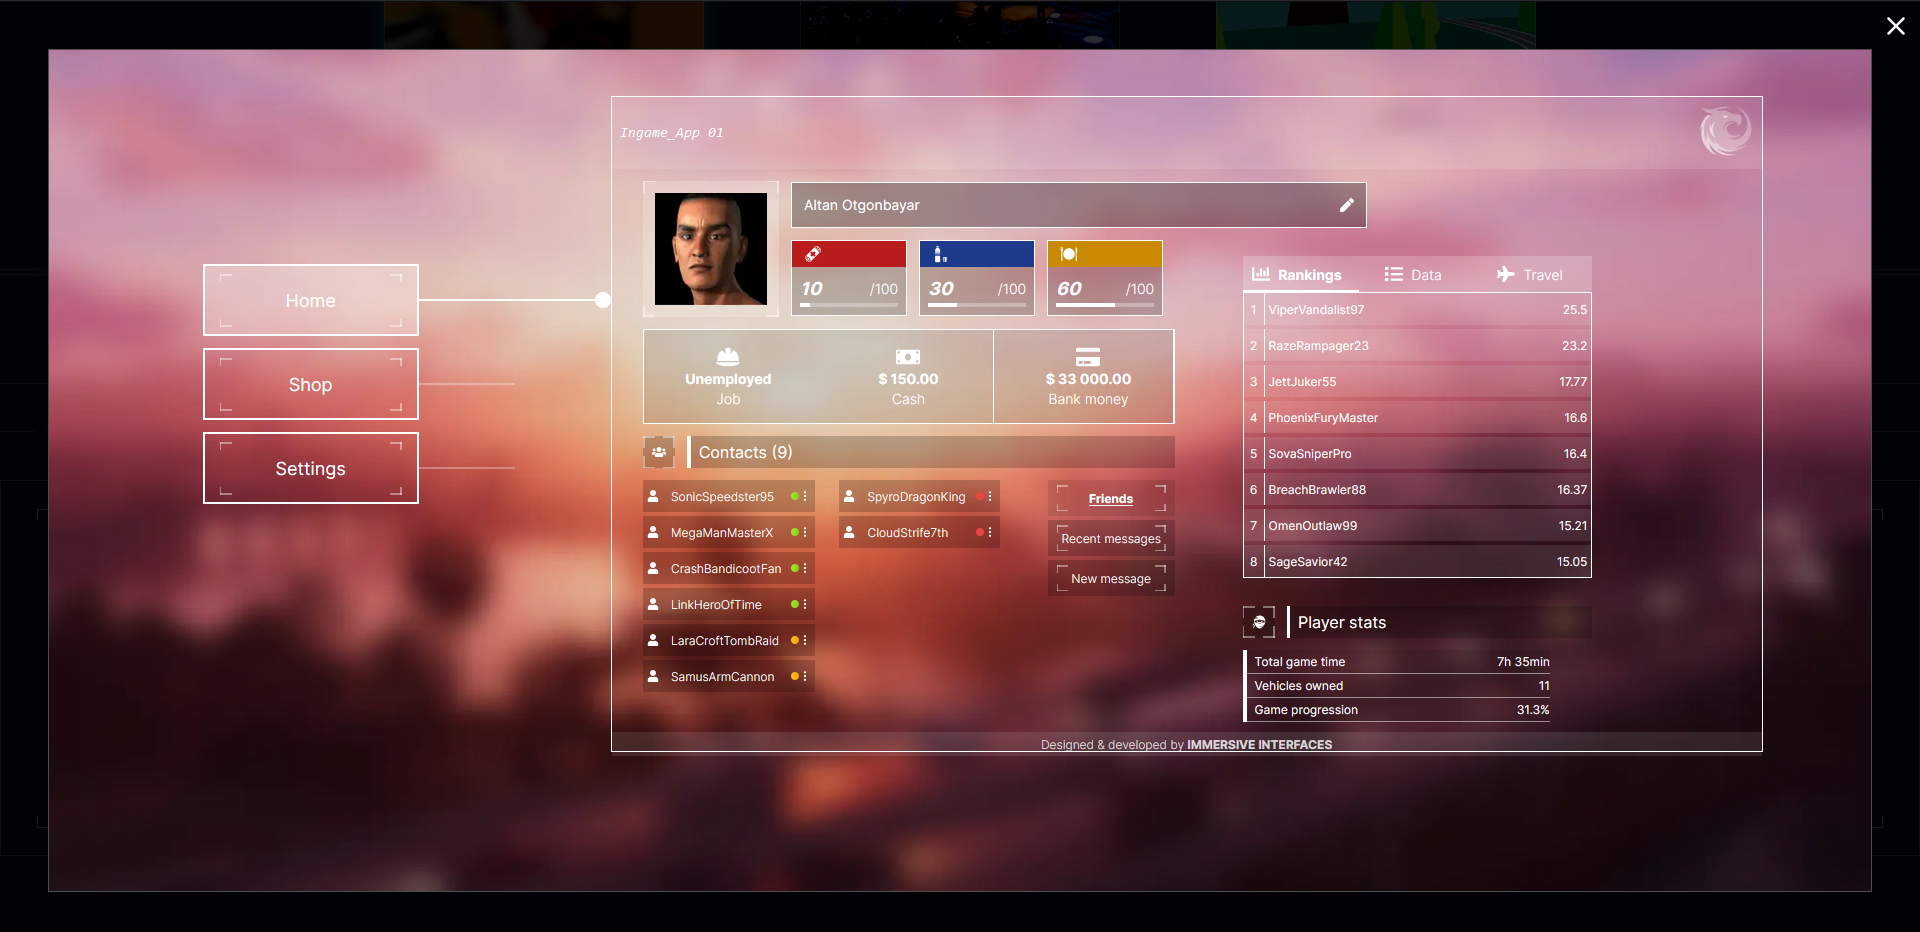 Ingame_App 01
Home
Shop
Settings
Altan Otgonbayar
10 /100
30 /100
60 /100
Unemployed
Job
$ 150.00
Cash
$ 33 000.00
Bank money
Contacts (9)
SonicSpeedster95
MegaManMasterX
CrashBandicootFan
LinkHeroOfTime
LaraCroftTombRaid
SamusArmCannon
SpyroDragonKing
CloudStrife7th
Friends
Recent messages
New message
Rankings Data Travel
1 ViperVandalist97 25.5
2 RazeRampager23 23.2
3 JettJuker55 17.77
4 PhoenixFuryMaster 16.6
5 SovaSniperPro 16.4
6 BreachBrawler88 16.37
7 OmenOutlaw99 15.21
8 SageSavior42 15.05
Player stats
Total game time 7h 35min
Vehicles owned 11
Game progression 31.3%
Designed & developed by IMMERSIVE INTERFACES